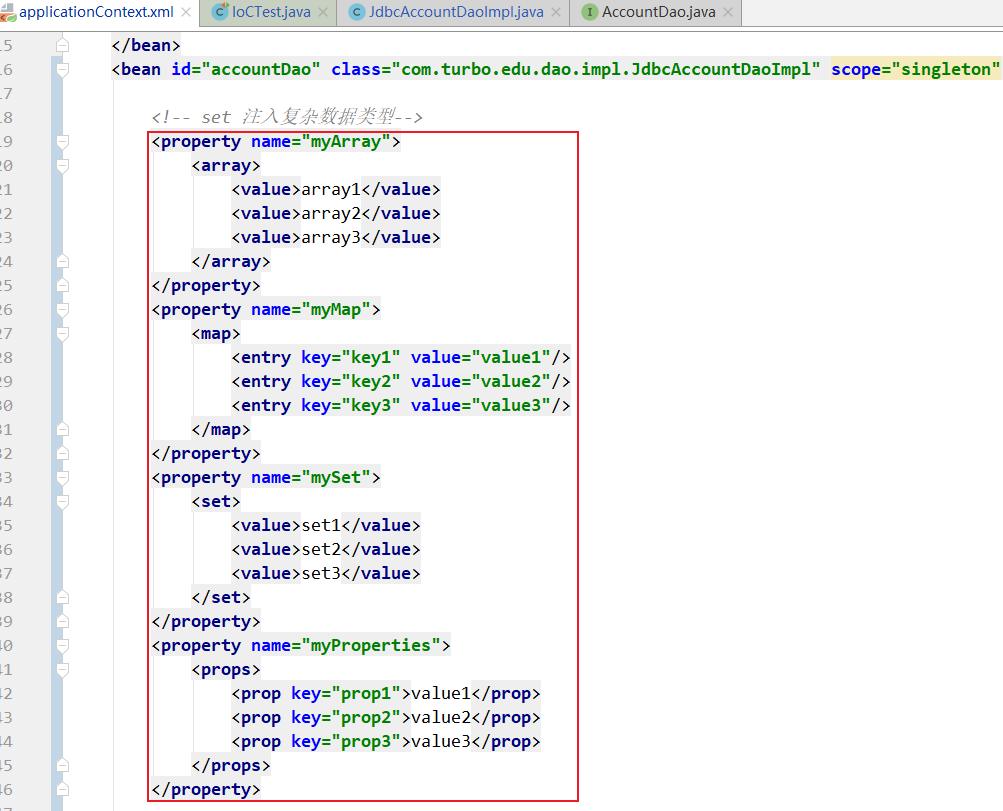 applicationContext.xml IoCTest.java JdbcAccountDaoImpl.java AccountDao.java
5 </bean>
6 <bean id="accountDao" class="com.turbo.edu.dao.impl.JdbcAccountDaoImpl" scope="singleton"
7
8 <!-- set 注入复杂数据类型-->
9 <property name="myArray">
20 <array>
21 <value>array1</value>
22 <value>array2</value>
23 <value>array3</value>
24 </array>
25 </property>
26 <property name="myMap">
27 <map>
28 <entry key="key1" value="value1"/>
29 <entry key="key2" value="value2"/>
30 <entry key="key3" value="value3"/>
31 </map>
32 </property>
33 <property name="mySet">
34 <set>
35 <value>set1</value>
36 <value>set2</value>
37 <value>set3</value>
38 </set>
39 </property>
40 <property name="myProperties">
41 <props>
42 <prop key="prop1">value1</prop>
43 <prop key="prop2">value2</prop>
44 <prop key="prop3">value3</prop>
45 </props>
46 </property>